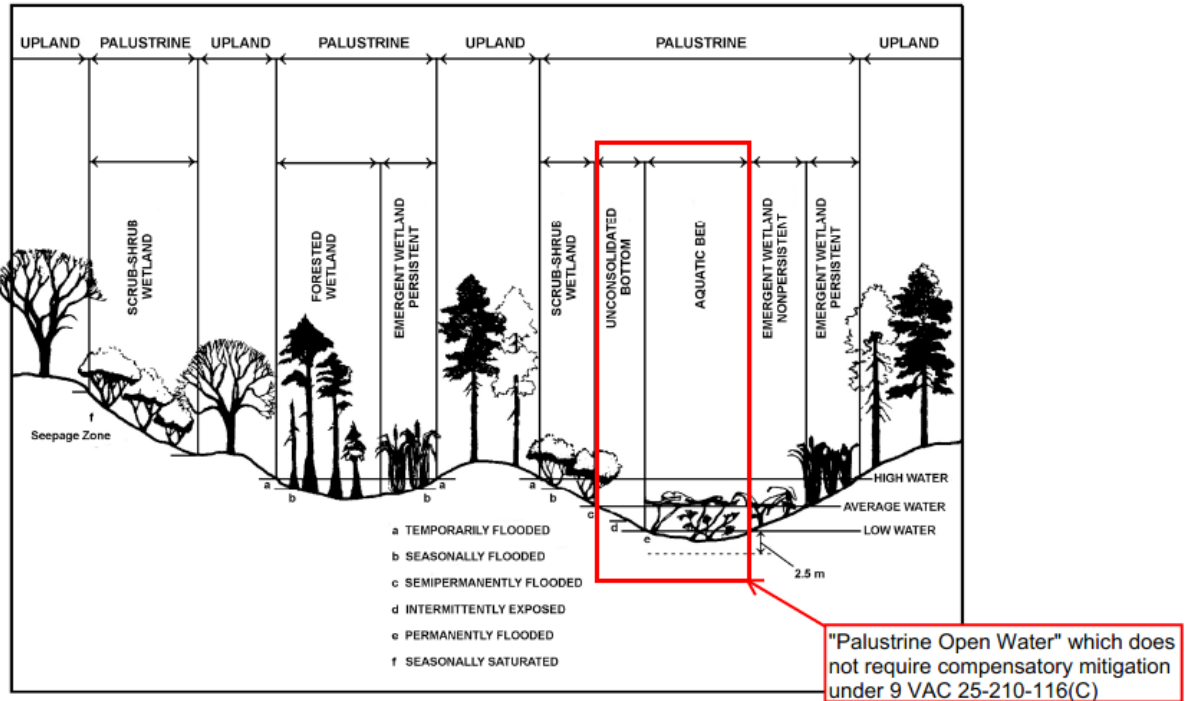 UPLAND PALUSTRINE UPLAND PALUSTRINE UPLAND PALUSTRINE UPLAND
SCRUB-SHRUB
WETLAND
FORESTED
WETLAND
EMERGENT WETLAND
PERSISTENT
SCRUB-SHRUB
WETLAND
UNCONSOLIDATED
BOTTOM
AQUATIC BED
EMERGENT WETLAND
NONPERSISTENT
EMERGENT WETLAND
PERSISTENT
f
Seepage Zone
a
b
b
a
a
b
c
d
e
HIGH WATER
AVERAGE WATER
LOW WATER
2.5 m
a TEMPORARILY FLOODED
b SEASONALLY FLOODED
c SEMIPERMANENTLY FLOODED
d INTERMITTENTLY EXPOSED
e PERMANENTLY FLOODED
f SEASONALLY SATURATED
"Palustrine Open Water" which does
not require compensatory mitigation
under 9 VAC 25-210-116(C)